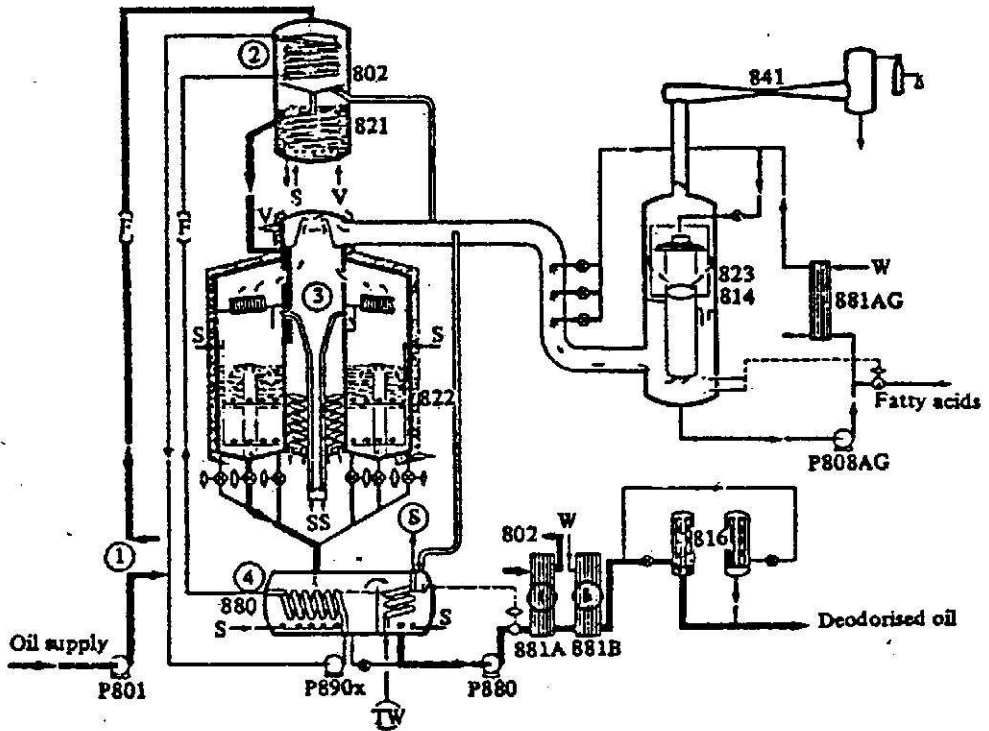 841
2
802
821
S
V
V
F
F
823
814
W
881AG
3
S
S
822
Fatty acids
P808AG
SS
S
802
W
816
1
4
880
S
S
Oil supply
881A
881B
Deodorised oil
P801
P890x
P880
TW